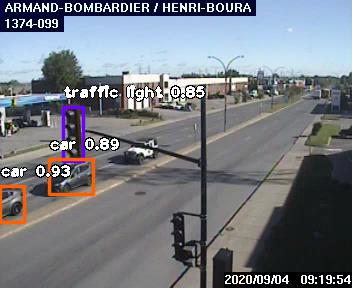 ARMAND-BOMBARDIER / HENRI-BOURA
1374-099
traffic light 0.85
car 0.89
car 0.93
2020/09/04 09:19:54